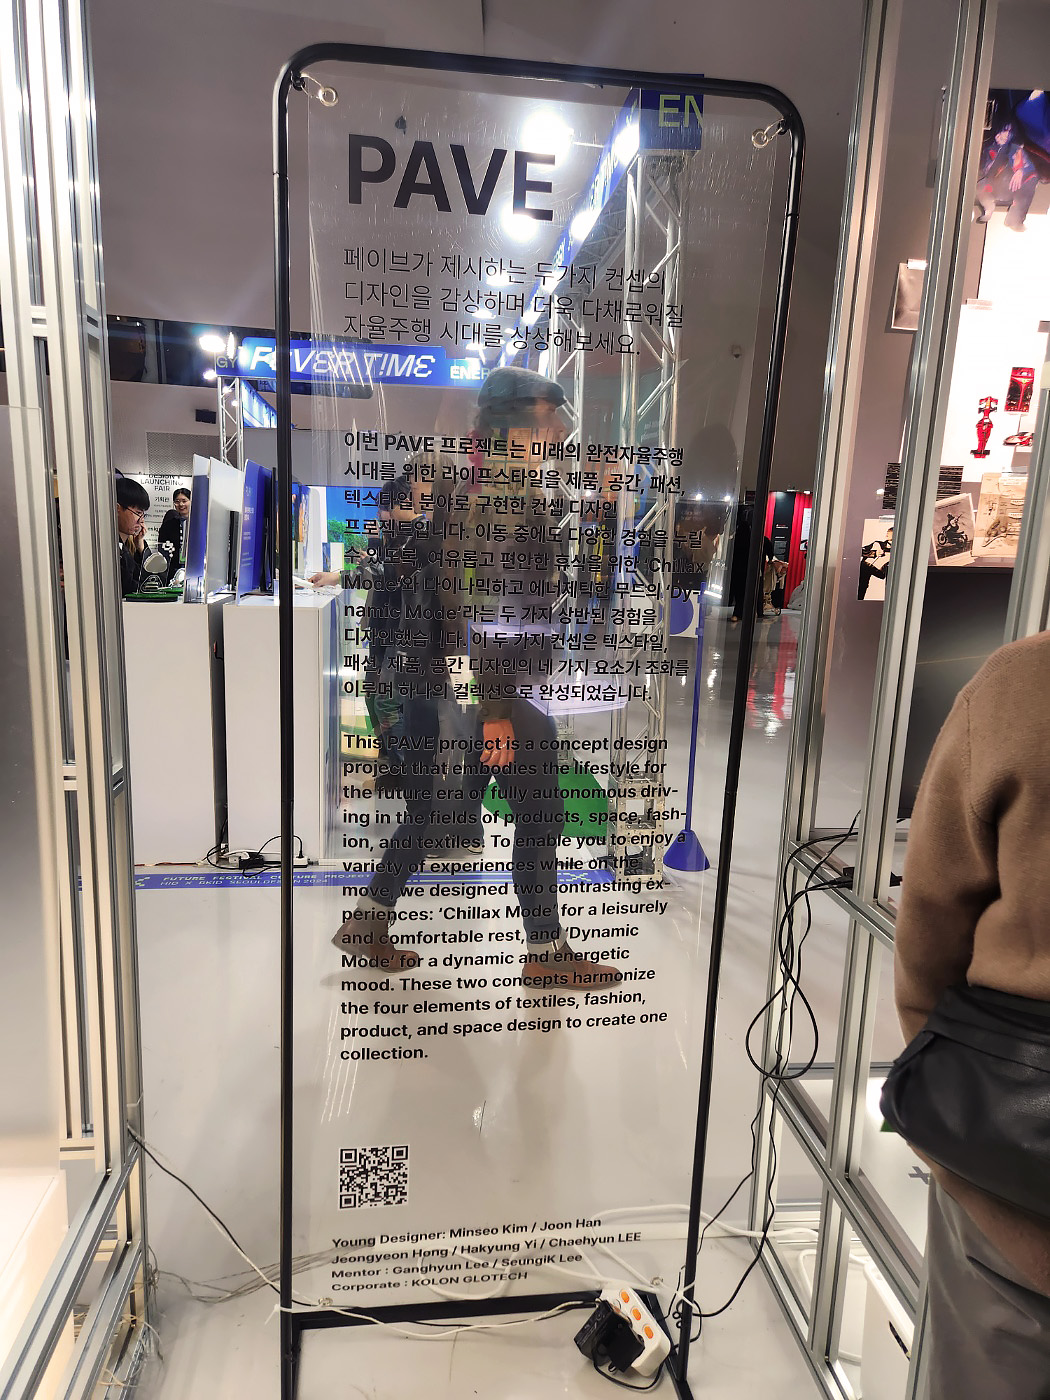 EN
PAVE
페이브가 제시하는 두가지 컨셉의
디자인을 감상하며 더욱 다채로워질
자율주행 시대를 상상해보세요.
이번 PAVE 프로젝트는 미래의 완전자율주행
시대를 위한 라이프스타일을 제품, 공간, 패션,
텍스타일 분야로 구현한 컨셉 디자인
프로젝트입니다. 이동 중에도 다양한 경험을 누릴
수 있도록, 여유롭고 편안한 휴식을 위한 ‘Chillax
Mode’와 다이나믹하고 에너제틱한 무드의 ‘Dy-
namic Mode’라는 두 가지 상반된 경험을
디자인했습니다. 이 두 가지 컨셉은 텍스타일,
패션, 제품, 공간 디자인의 네 가지 요소가 조화를
이루며 하나의 컬렉션으로 완성되었습니다.
This PAVE project is a concept design
project that embodies the lifestyle for
the future era of fully autonomous driv-
ing in the fields of products, space, fash-
ion, and textiles. To enable you to enjoy a
variety of experiences while on the
move, we designed two contrasting ex-
periences: ‘Chillax Mode’ for a leisurely
and comfortable rest, and ‘Dynamic
Mode’ for a dynamic and energetic
mood. These two concepts harmonize
the four elements of textiles, fashion,
product, and space design to create one
collection.
Young Designer: Minseo Kim / Joon Han
Jeongyeon Hong / Hakyung Yi / Chaehyun LEE
Mentor : Ganghyun Lee / SeungiK Lee
Corporate : KOLON GLOTECH
GY
ENER
LAUNCHING
FAIR
FUTURE FESTIVAL CULTURE PROJECT